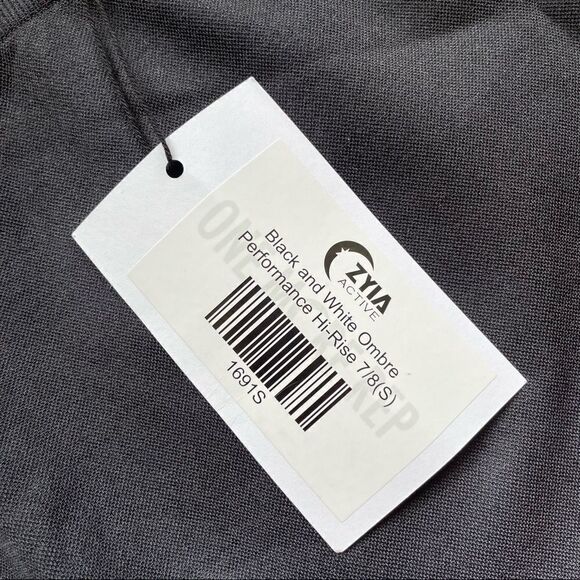 ZYIA
ACTIVE
Black and White Ombre
Performance Hi-Rise 7/8(S)
1691S